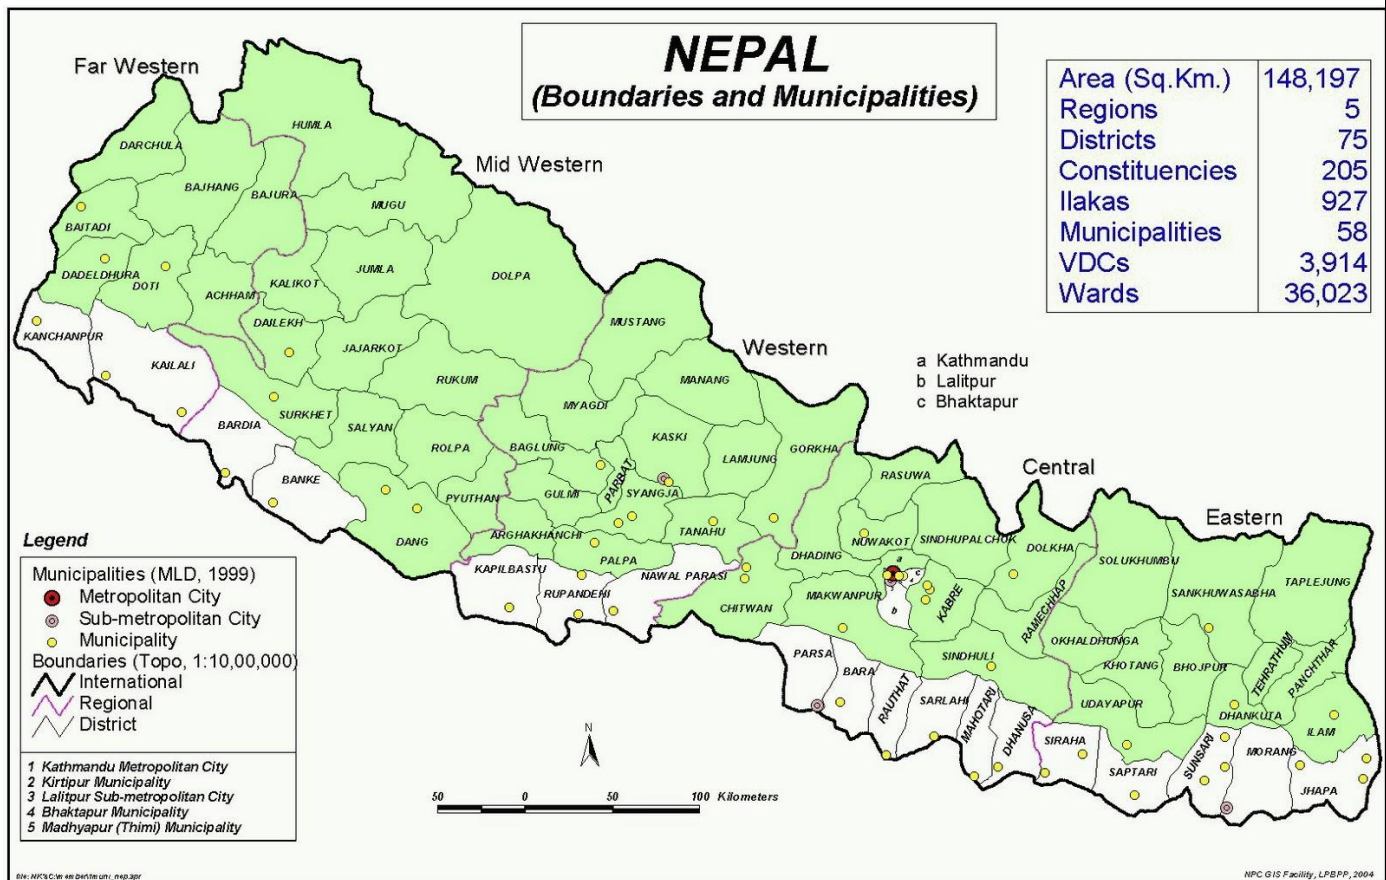 NEPAL
(Boundaries and Municipalities)
Area (Sq.Km.) 148,197
Regions 5
Districts 75
Constituencies 205
Ilakas 927
Municipalities 58
VDCs 3,914
Wards 36,023
Far Western
Mid Western
Western
Central
Eastern
a Kathmandu
b Lalitpur
c Bhaktapur
HUMLA
DARCHULA
BAJHANG
BAJURA
MUGU
BAITADI
DADELDHURA
DOTI
ACHHAM
KALIKOT
JUMLA
DOLPA
KANCHANPUR
KAILALI
DAILEKH
JAJARKOT
MUSTANG
RUKUM
MANANG
MYAGDI
SURKHET
BARDIA
SALYAN
ROLPA
BAGLUNG
KASKI
LAMJUNG
GORKHA
BANKE
PYUTHAN
GULMI
PARBAT
SYANGJA
TANAHU
RASUWA
DANG
ARGHAKHANCHI
PALPA
NUWAKOT
SINDHUPALCHUK
DOLKHA
DHADING
KAPILBASTU
RUPANDEHI
NAWAL PARASI
CHITWAN
MAKWANPUR
a
c
b
KABRE
RAMECHHAP
SOLUKHUMBU
SANKHUWASABHA
TAPLEJUNG
OKHALDHUNGA
KHOTANG
BHOJPUR
TEHRATHUM
PANCHTHAR
SINDHULI
PARSA
BARA
RAUTHAT
SARLAHI
MAHOTARI
DHANUSA
SIRAHA
UDAYAPUR
DHANKUTA
ILAM
SAPTARI
SUNSARI
MORANG
JHAPA
Legend
Municipalities (MLD, 1999)
Metropolitan City
Sub-metropolitan City
Municipality
Boundaries (Topo, 1:10,00,000)
International
Regional
District
1 Kathmandu Metropolitan City
2 Kirtipur Municipality
3 Lalitpur Sub-metropolitan City
4 Bhaktapur Municipality
5 Madhyapur (Thimi) Municipality
N
50 0 50 100 Kilometers
NPC GIS Facility, LPBPP, 2004